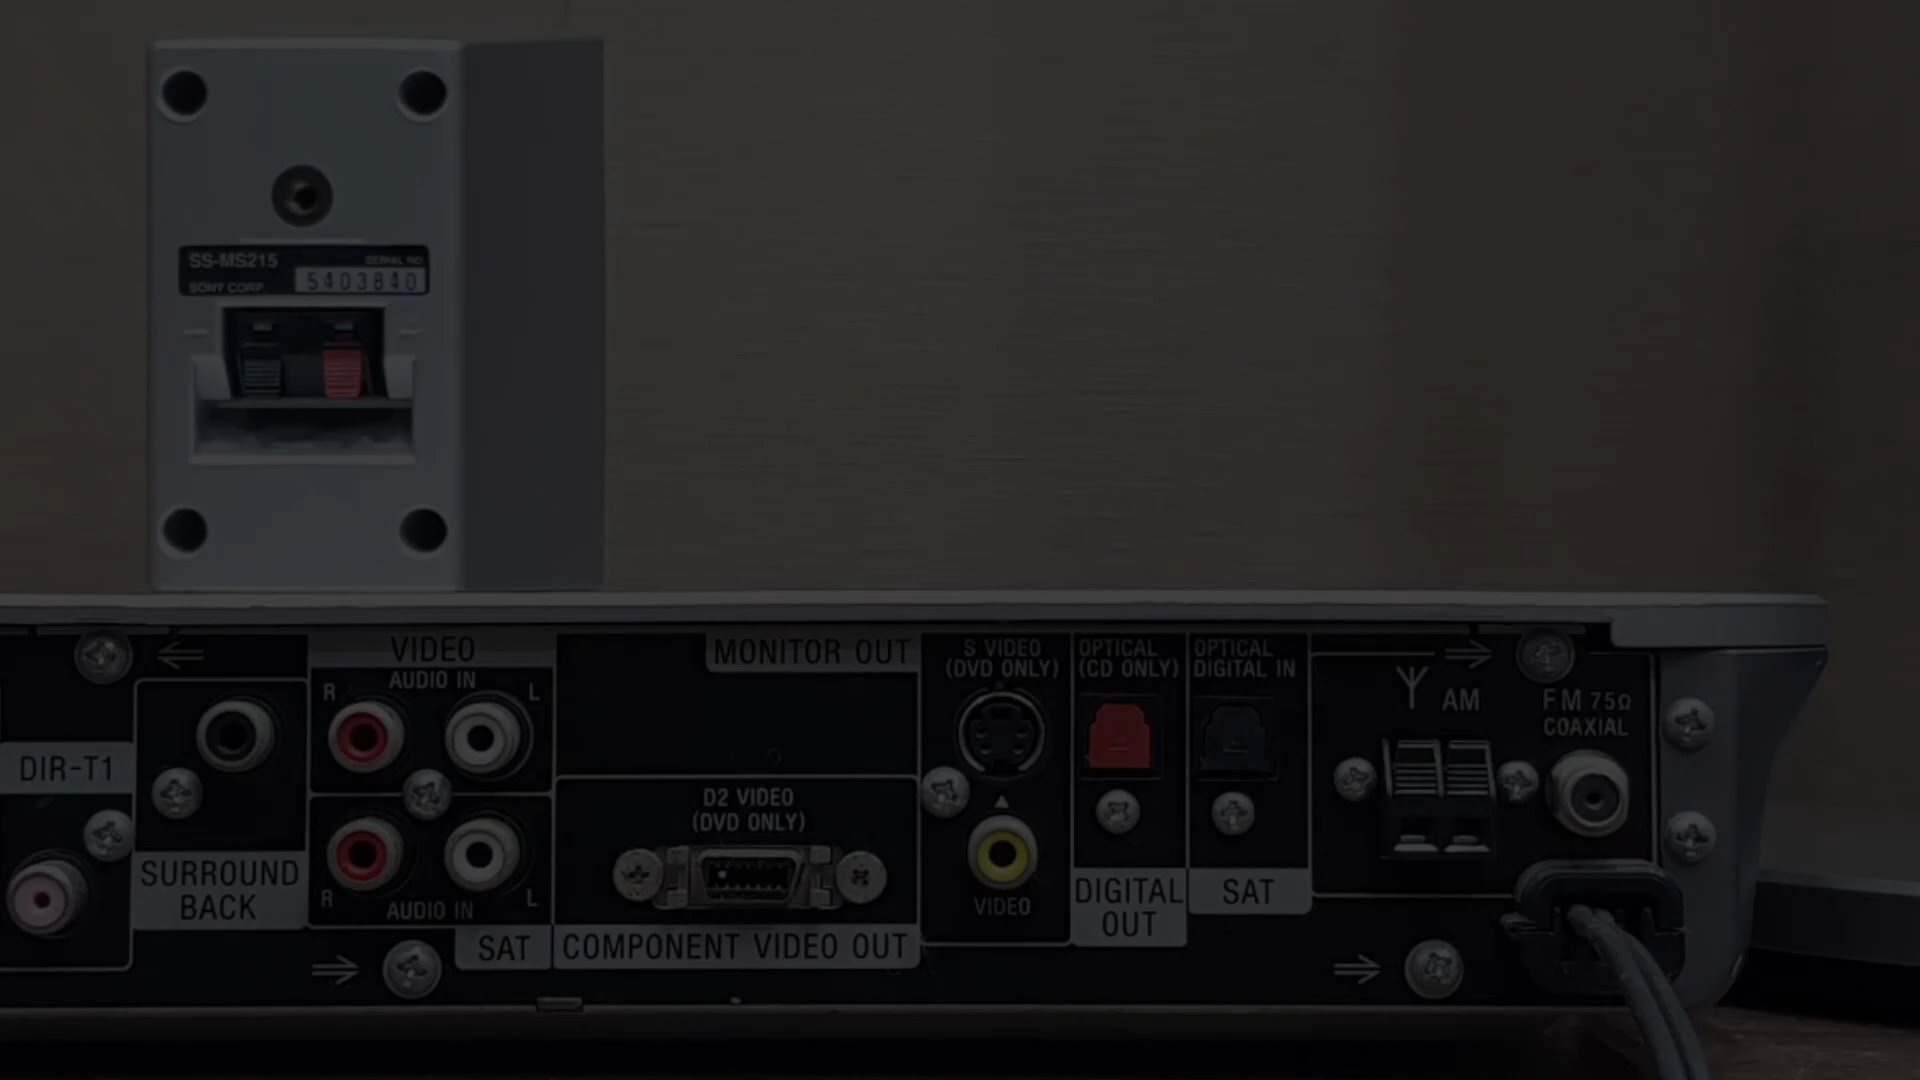 SS-MS215
SERIAL NO.
SONY CORP.
5403840
DIR-T1
SURROUND
BACK
VIDEO
AUDIO IN
R
L
R
L
AUDIO IN
SAT
MONITOR OUT
D2 VIDEO
(DVD ONLY)
COMPONENT VIDEO OUT
S VIDEO
(DVD ONLY)
VIDEO
OPTICAL
(CD ONLY)
DIGITAL
OUT
OPTICAL
DIGITAL IN
SAT
AM
FM 75Ω
COAXIAL